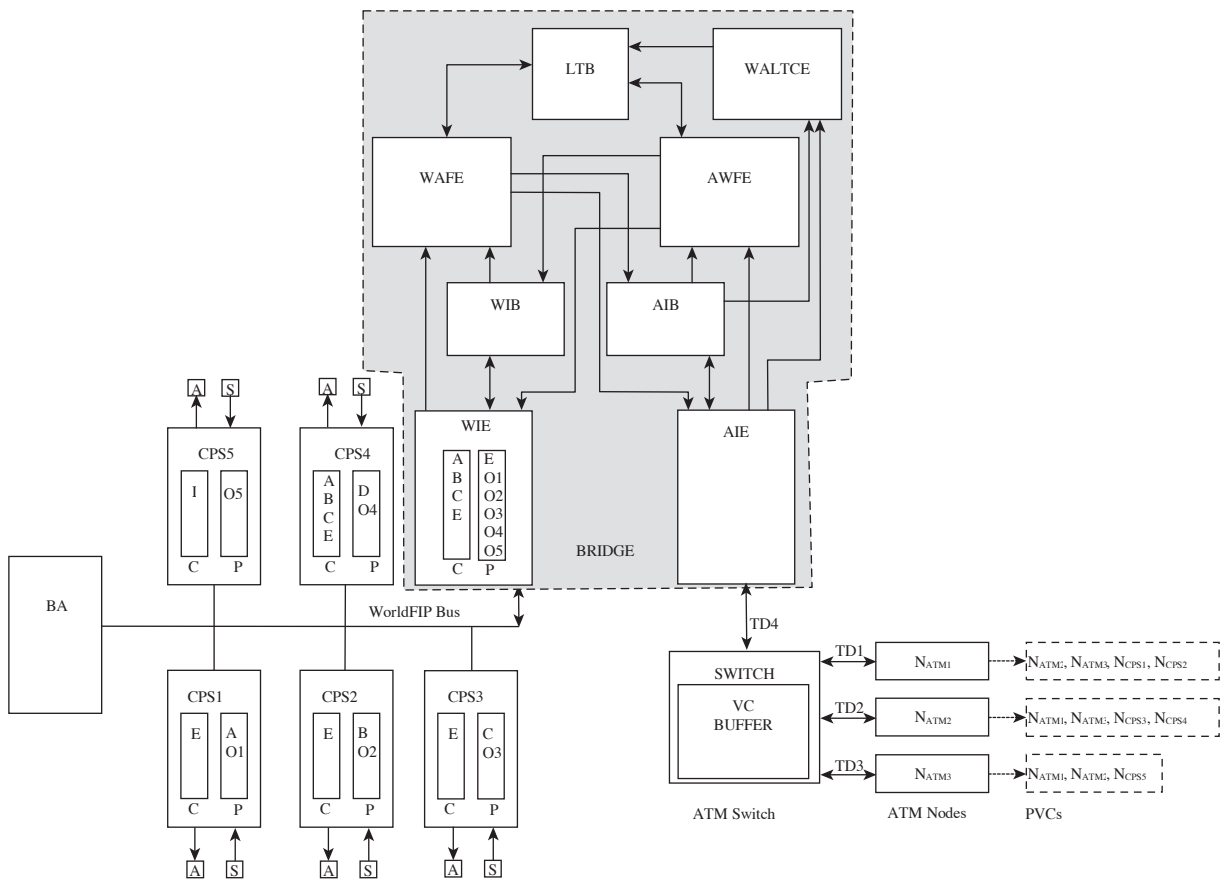 LTB
WALTCE
WAFE
AWFE
WIB
AIB
WIE
A
B
C
E
C
E
O1
O2
O3
O4
O5
P
AIE
BRIDGE
A
S
CPS5
I
C
O5
P
A
S
CPS4
A
B
C
E
C
D
O4
P
BA
WorldFIP Bus
CPS1
E
C
A
O1
P
A
S
CPS2
E
C
B
O2
P
A
S
CPS3
E
C
C
O3
P
A
S
TD4
SWITCH
VC
BUFFER
TD1
TD2
TD3
NATM1
NATM2
NATM3
NATM2, NATM3, NCPS1, NCPS2
NATM1, NATM3, NCPS3, NCPS4
NATM1, NATM2, NCPS5
ATM Switch
ATM Nodes
PVCs